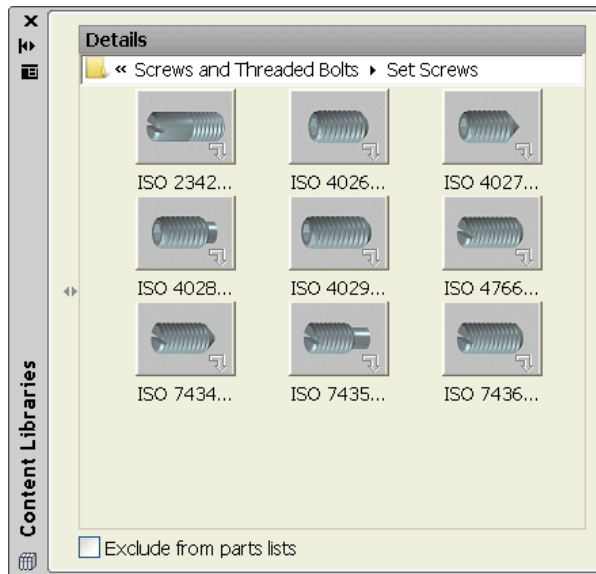 Details
« Screws and Threaded Bolts ▸ Set Screws
ISO 2342... ISO 4026... ISO 4027...
ISO 4028... ISO 4029... ISO 4766...
ISO 7434... ISO 7435... ISO 7436...
Content Libraries
Exclude from parts lists